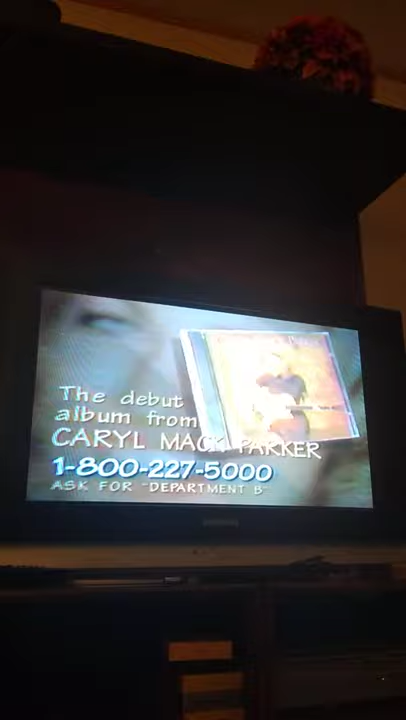 The debut
album from
CARYL MACK PARKER
1-800-227-5000
ASK FOR "DEPARTMENT B"